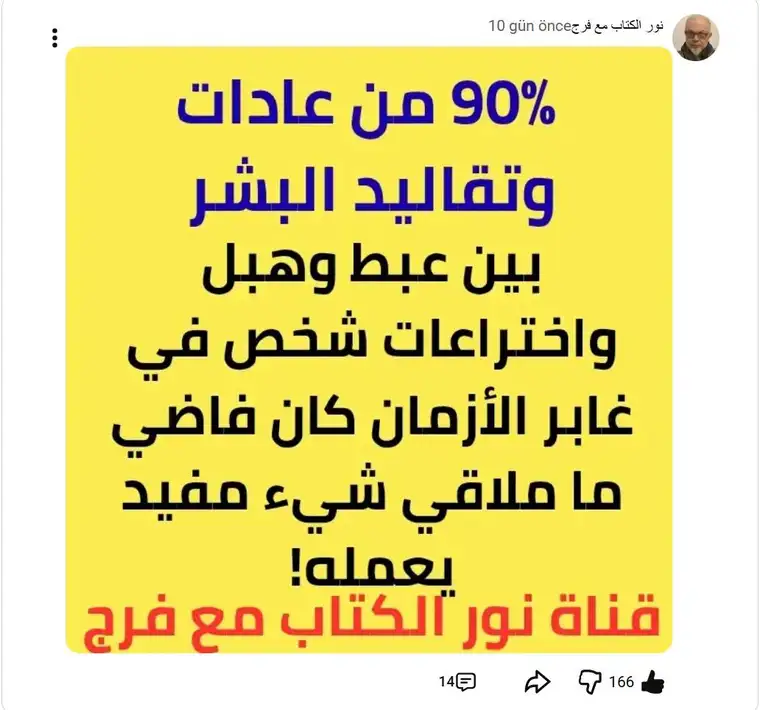 نور الكتاب مع فرج 10 gün önce
90% من عادات
وتقاليد البشر
بين عبط وهبل
واختراعات شخص في
غابر الأزمان كان فاضي
ما ملاقي شيء مفيد
يعمله!
قناة نور الكتاب مع فرج
166
14